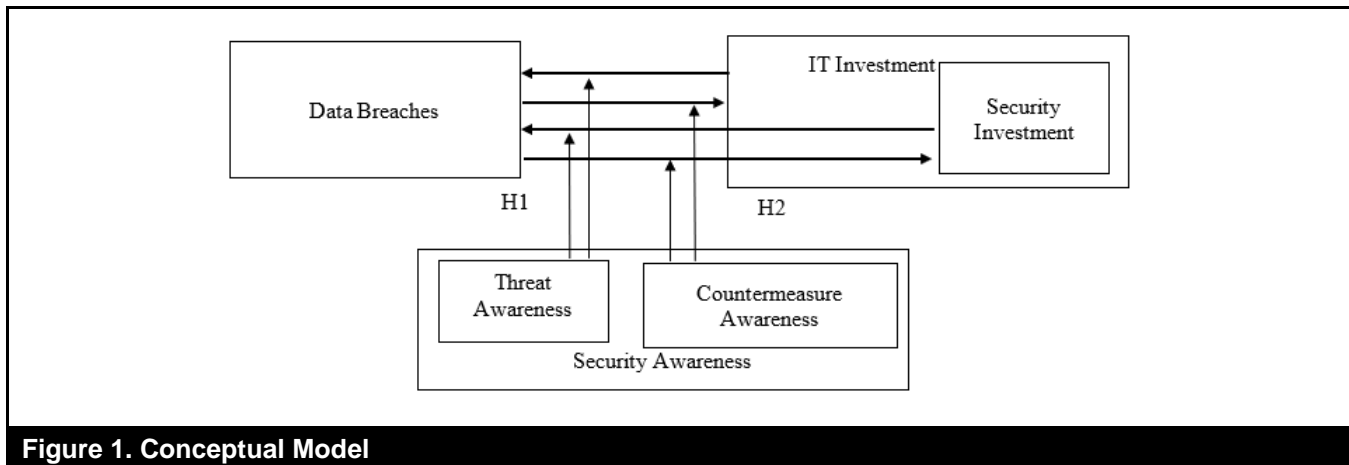 Data Breaches
IT Investment
Security
Investment
H1
H2
Threat
Awareness
Countermeasure
Awareness
Security Awareness
Figure 1. Conceptual Model